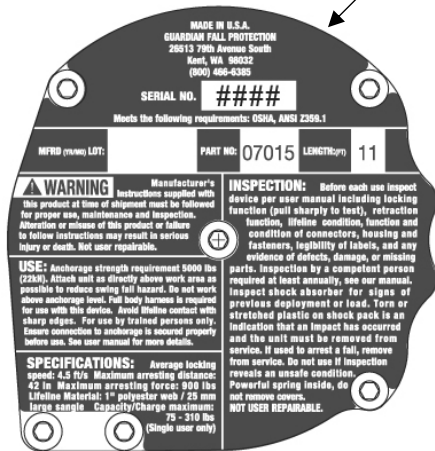 MADE IN U.S.A.
GUARDIAN FALL PROTECTION
26513 79th Avenue South
Kent, WA 98032
(800) 466-6385
SERIAL NO. ####
Meets the following requirements: OSHA, ANSI Z359.1
MFRD (YR/MO) LOT: PART NO: 07015 LENGTH:(FT) 11
WARNING Manufacturer's
Instructions supplied with
this product at time of shipment must be followed
for proper use, maintenance and inspection.
Alteration or misuse of this product or failure
to follow instructions may result in serious
injury or death. Not user repairable.
USE: Anchorage strength requirement 5000 lbs
(22kN). Attach unit as directly above work area as
possible to reduce swing fall hazard. Do not work
above anchorage level. Full body harness is required
for use with this device. Avoid lifeline contact with
sharp edges. For use by trained persons only.
Ensure connection to anchorage is secured properly
before use. See user manual for more details.
SPECIFICATIONS: Average locking
speed: 4.5 ft/s Maximum arresting distance:
42 in Maximum arresting force: 900 lbs
Lifeline Material: 1" polyester web / 25 mm
large sangle Capacity/Charge maximum:
75 - 310 lbs
(Single user only)
INSPECTION: Before each use inspect
device per user manual including locking
function (pull sharply to test), retraction
function, lifeline condition, function and
condition of connectors, housing and
fasteners, legibility of labels, and any
evidence of defects, damage, or missing
parts. Inspection by a competent person
required at least annually, see our manual.
Inspect shock absorber for signs of
previous deployment or load. Torn or
stretched plastic on shock pack is an
indication that an impact has occurred
and the unit must be removed from
service. If used to arrest a fall, remove
from service. Do not use if inspection
reveals an unsafe condition.
Powerful spring inside, do
not remove covers.
NOT USER REPAIRABLE.